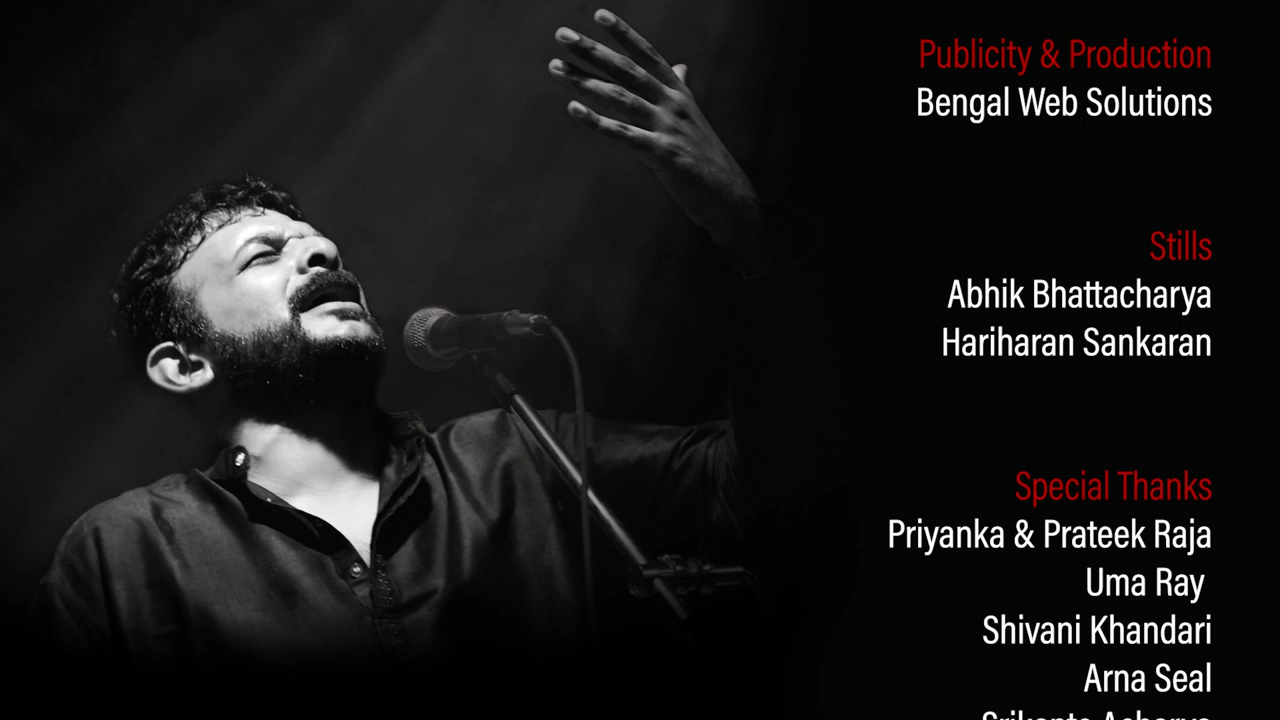 Publicity & Production
Bengal Web Solutions
Stills
Abhik Bhattacharya
Hariharan Sankaran
Special Thanks
Priyanka & Prateek Raja
Uma Ray
Shivani Khandari
Arna Seal